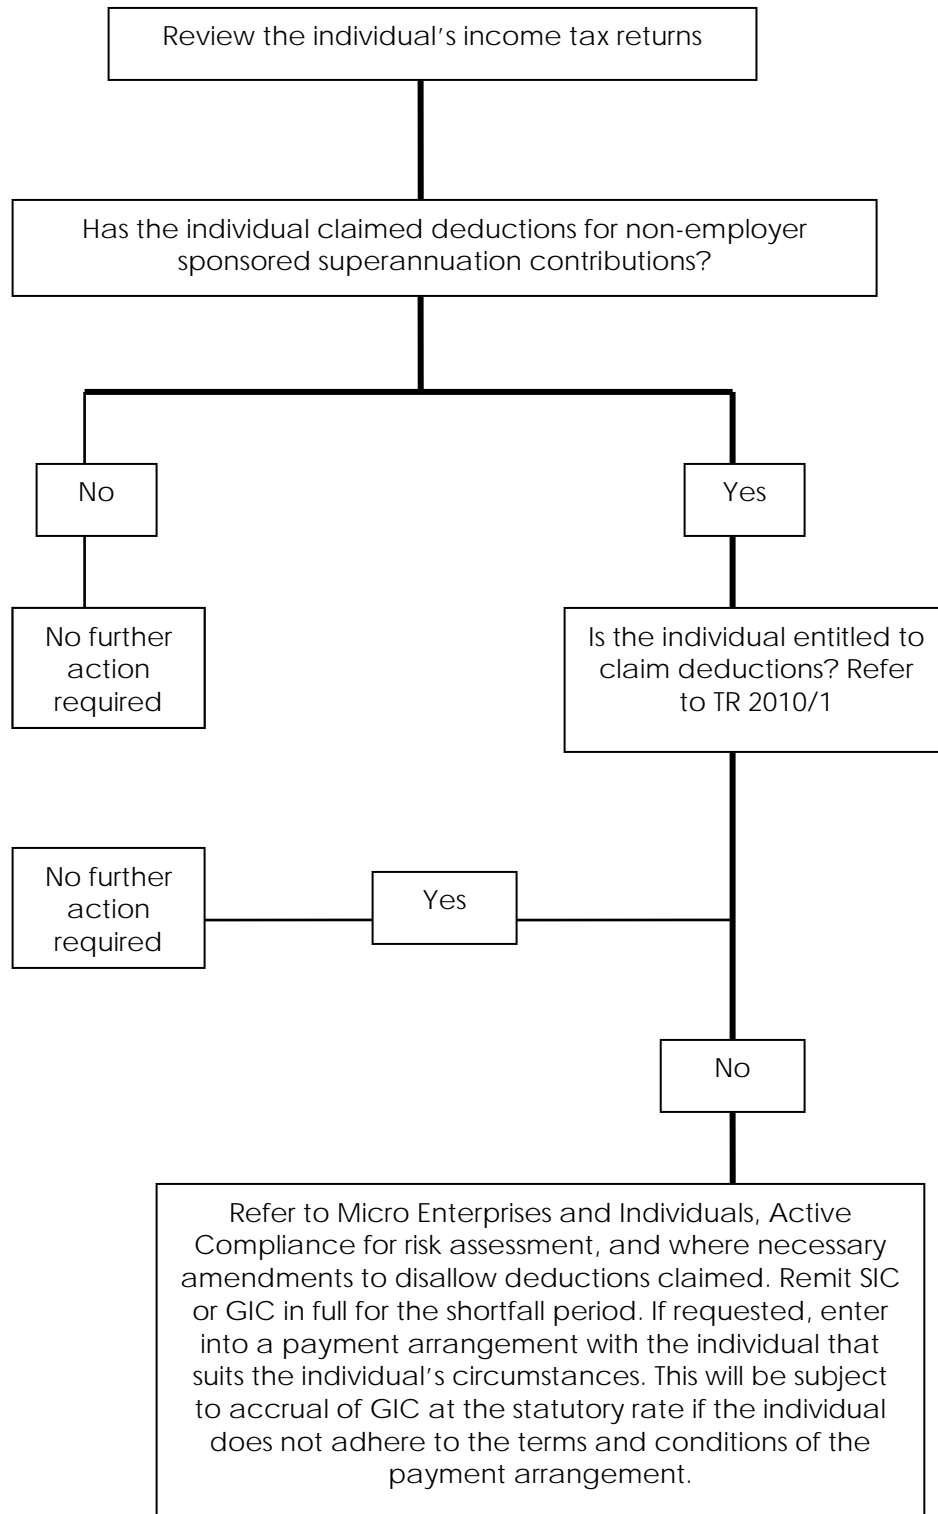 Review the individual’s income tax returns
Has the individual claimed deductions for non-employer
sponsored superannuation contributions?
No
Yes
No further
action
required
Is the individual entitled to
claim deductions? Refer
to TR 2010/1
No further
action
required
Yes
No
Refer to Micro Enterprises and Individuals, Active
Compliance for risk assessment, and where necessary
amendments to disallow deductions claimed. Remit SIC
or GIC in full for the shortfall period. If requested, enter
into a payment arrangement with the individual that
suits the individual’s circumstances. This will be subject
to accrual of GIC at the statutory rate if the individual
does not adhere to the terms and conditions of the
payment arrangement.